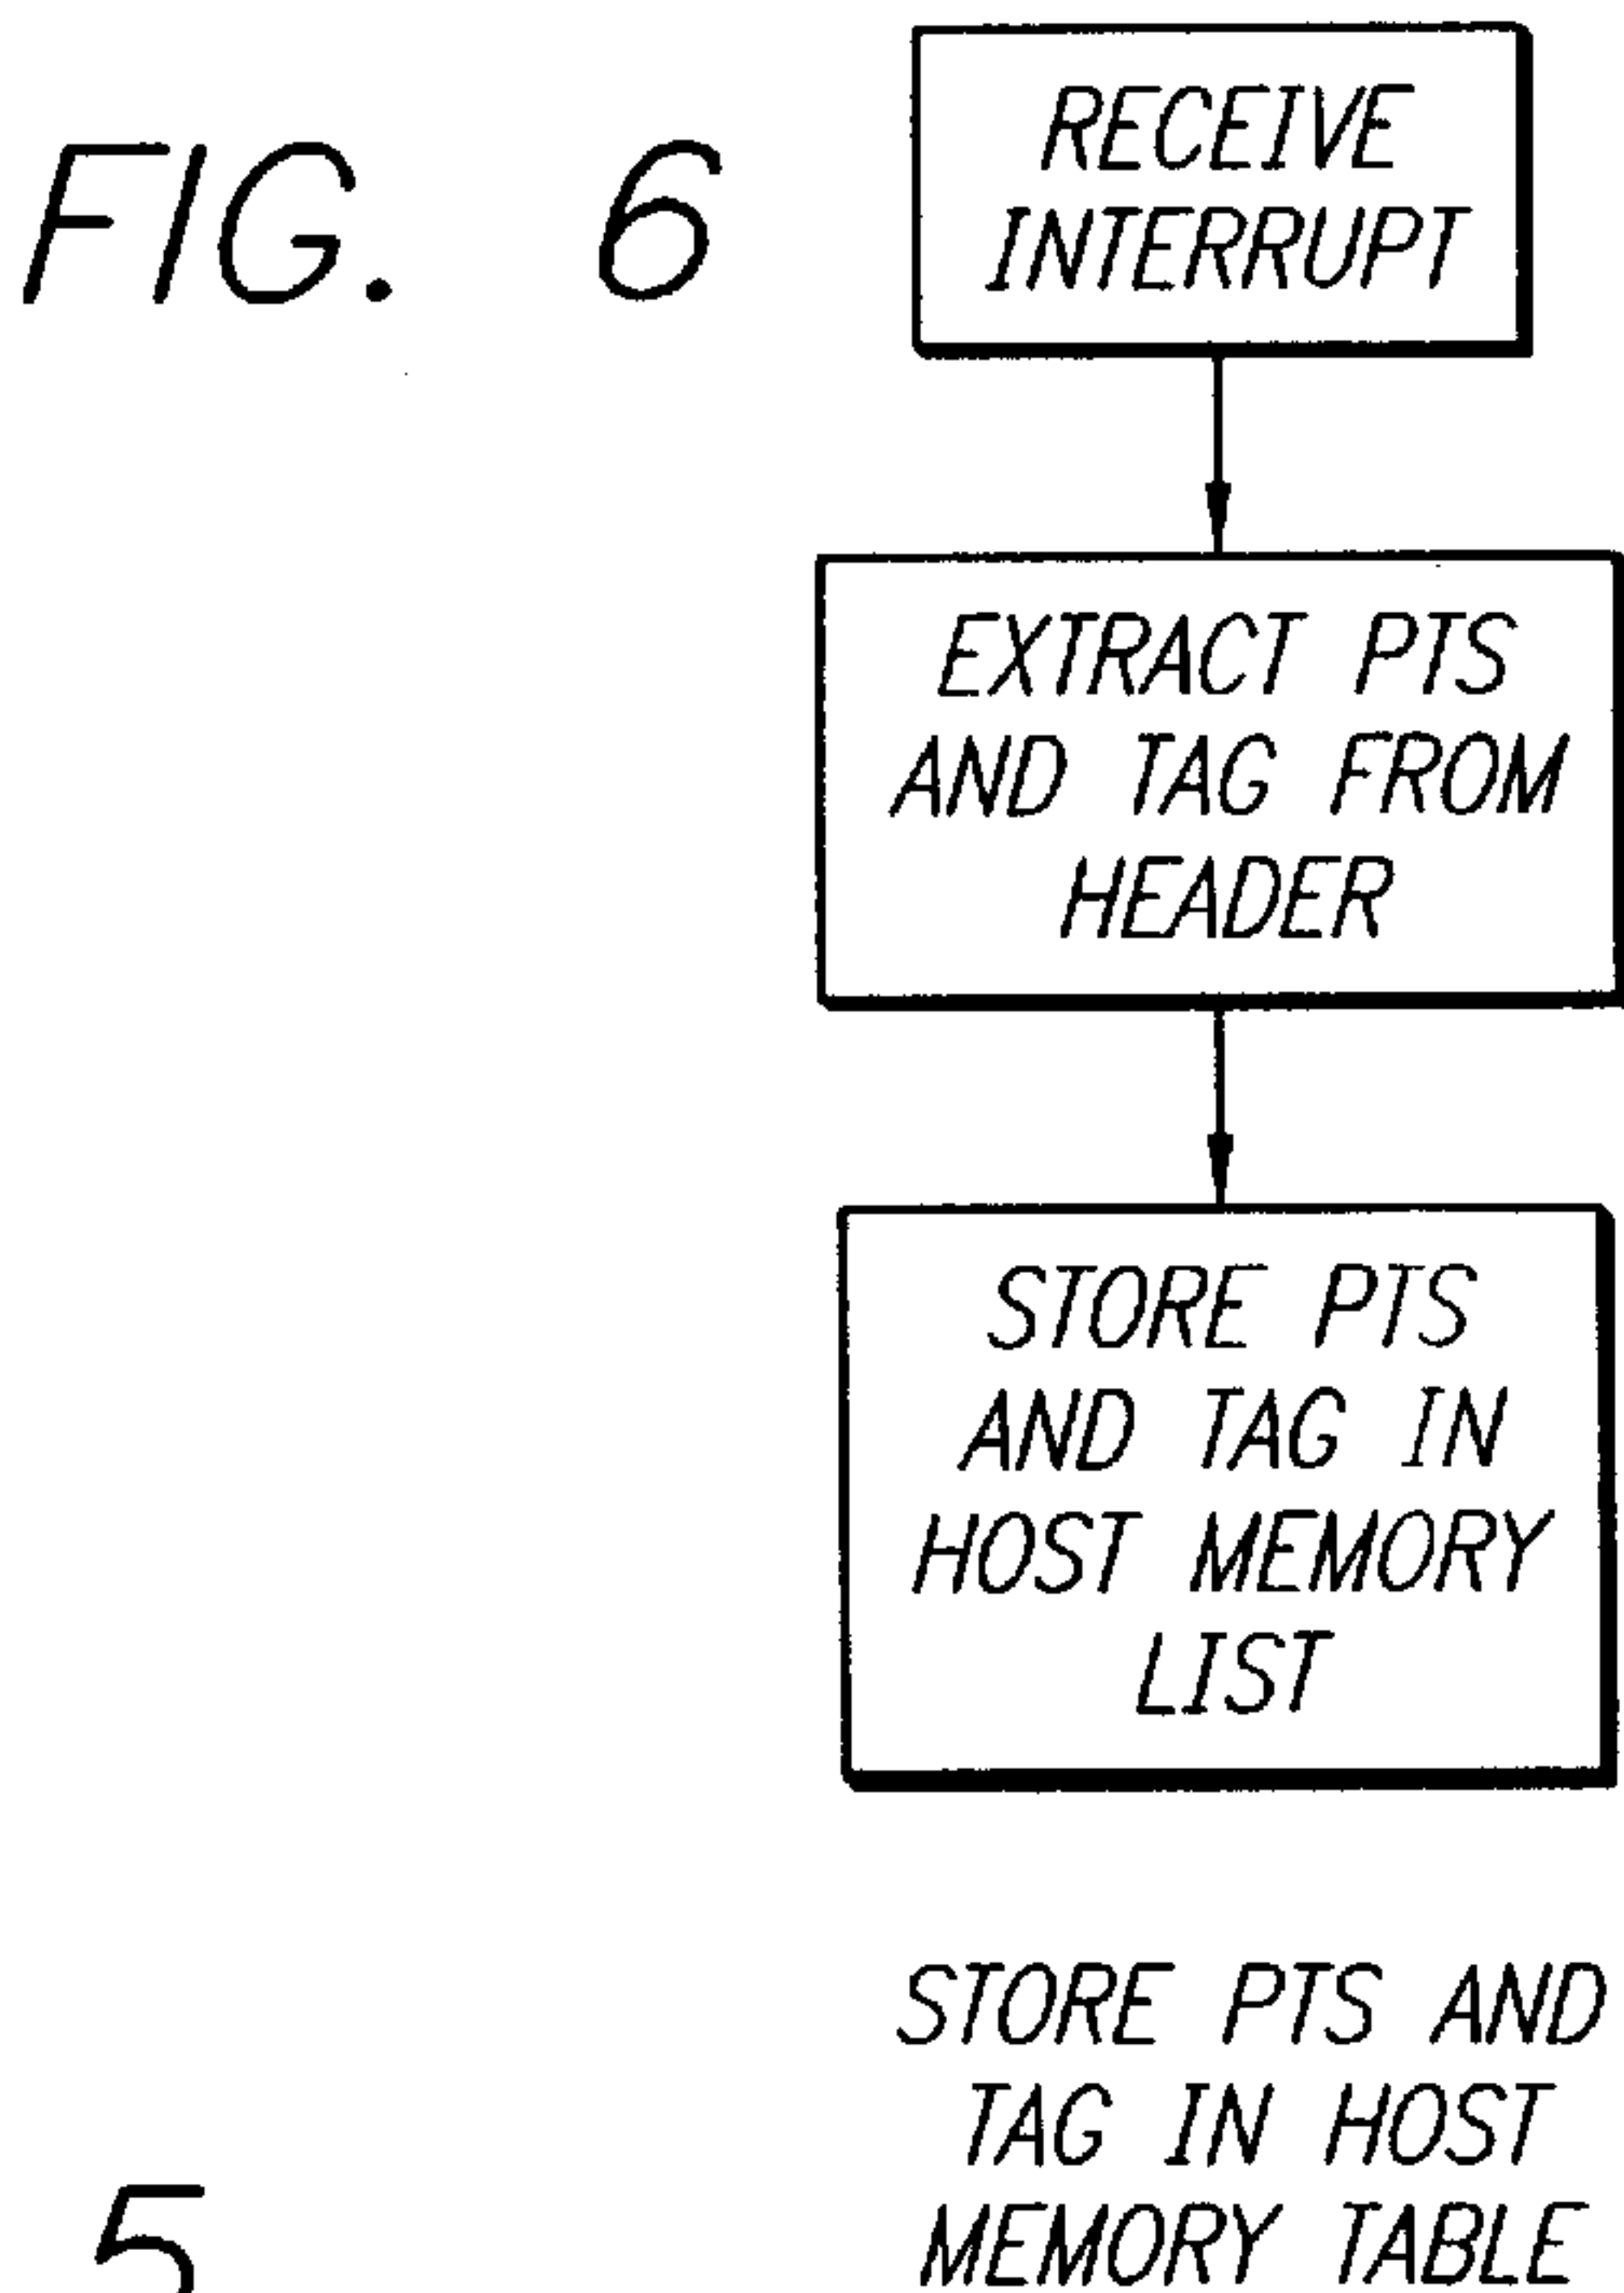 FIG. 6
RECEIVE
INTERRUPT
EXTRACT PTS
AND TAG FROM
HEADER
STORE PTS
AND TAG IN
HOST MEMORY
LIST
STORE PTS AND
TAG IN HOST
MEMORY TABLE
5